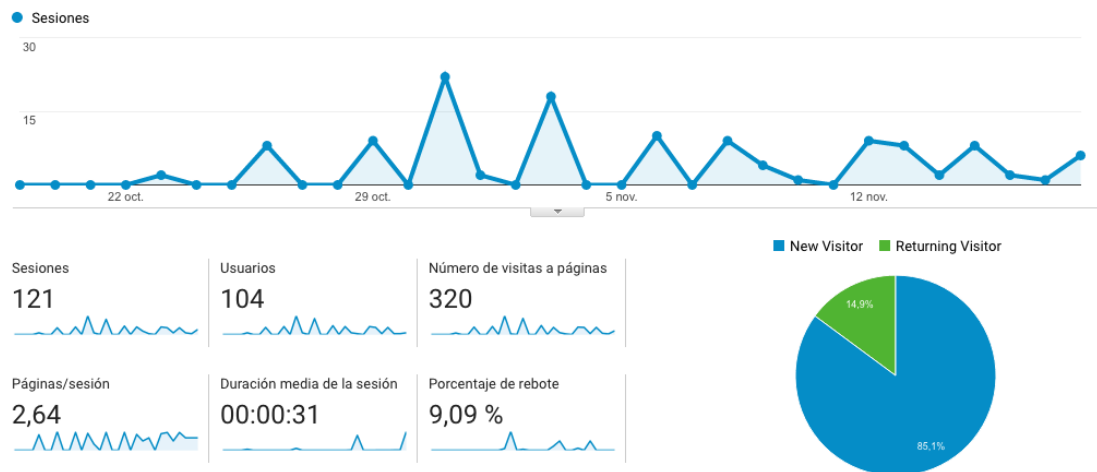 Sesiones
30
15
22 oct.
29 oct.
5 nov.
12 nov.
New Visitor
Returning Visitor
Sesiones
121
Usuarios
104
Número de visitas a páginas
320
14,9%
85,1%
Páginas/sesión
2,64
Duración media de la sesión
00:00:31
Porcentaje de rebote
9,09 %